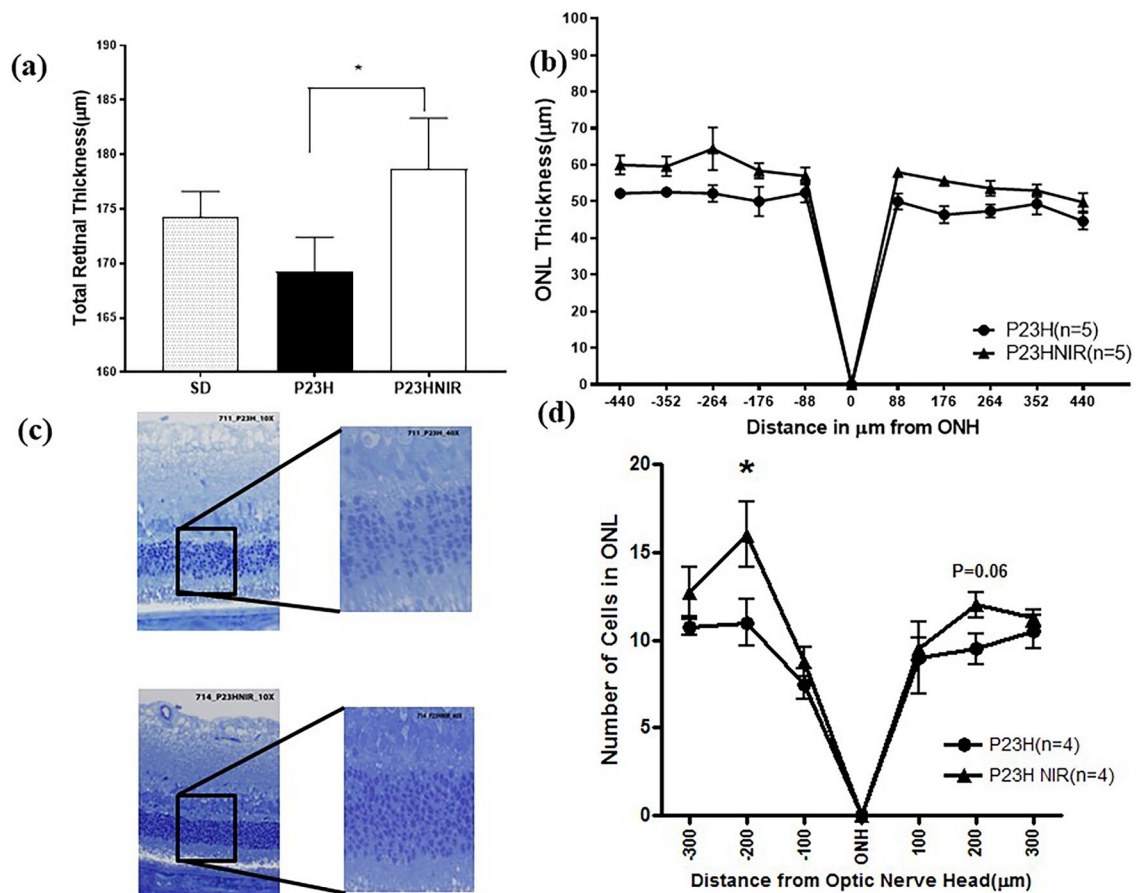 (a)
Total Retinal Thickness(μm)
190
185
180
175
170
165
160
*
SD
P23H
P23HNIR
(b)
ONL Thickness(μm)
100
90
80
70
60
50
40
30
20
10
0
P23H(n=5)
P23HNIR(n=5)
-440 -352 -264 -176 -88 0 88 176 264 352 440
Distance in μm from ONH
(c)
711_P23H_10X
711_P23H_40X
714_P23HNIR_10X
714_P23HNIR_40X
(d)
Number of Cells in ONL
20
15
10
5
0
*
P=0.06
P23H(n=4)
P23H NIR(n=4)
-300 -200 -100 ONH 100 200 300
Distance from Optic Nerve Head(μm)